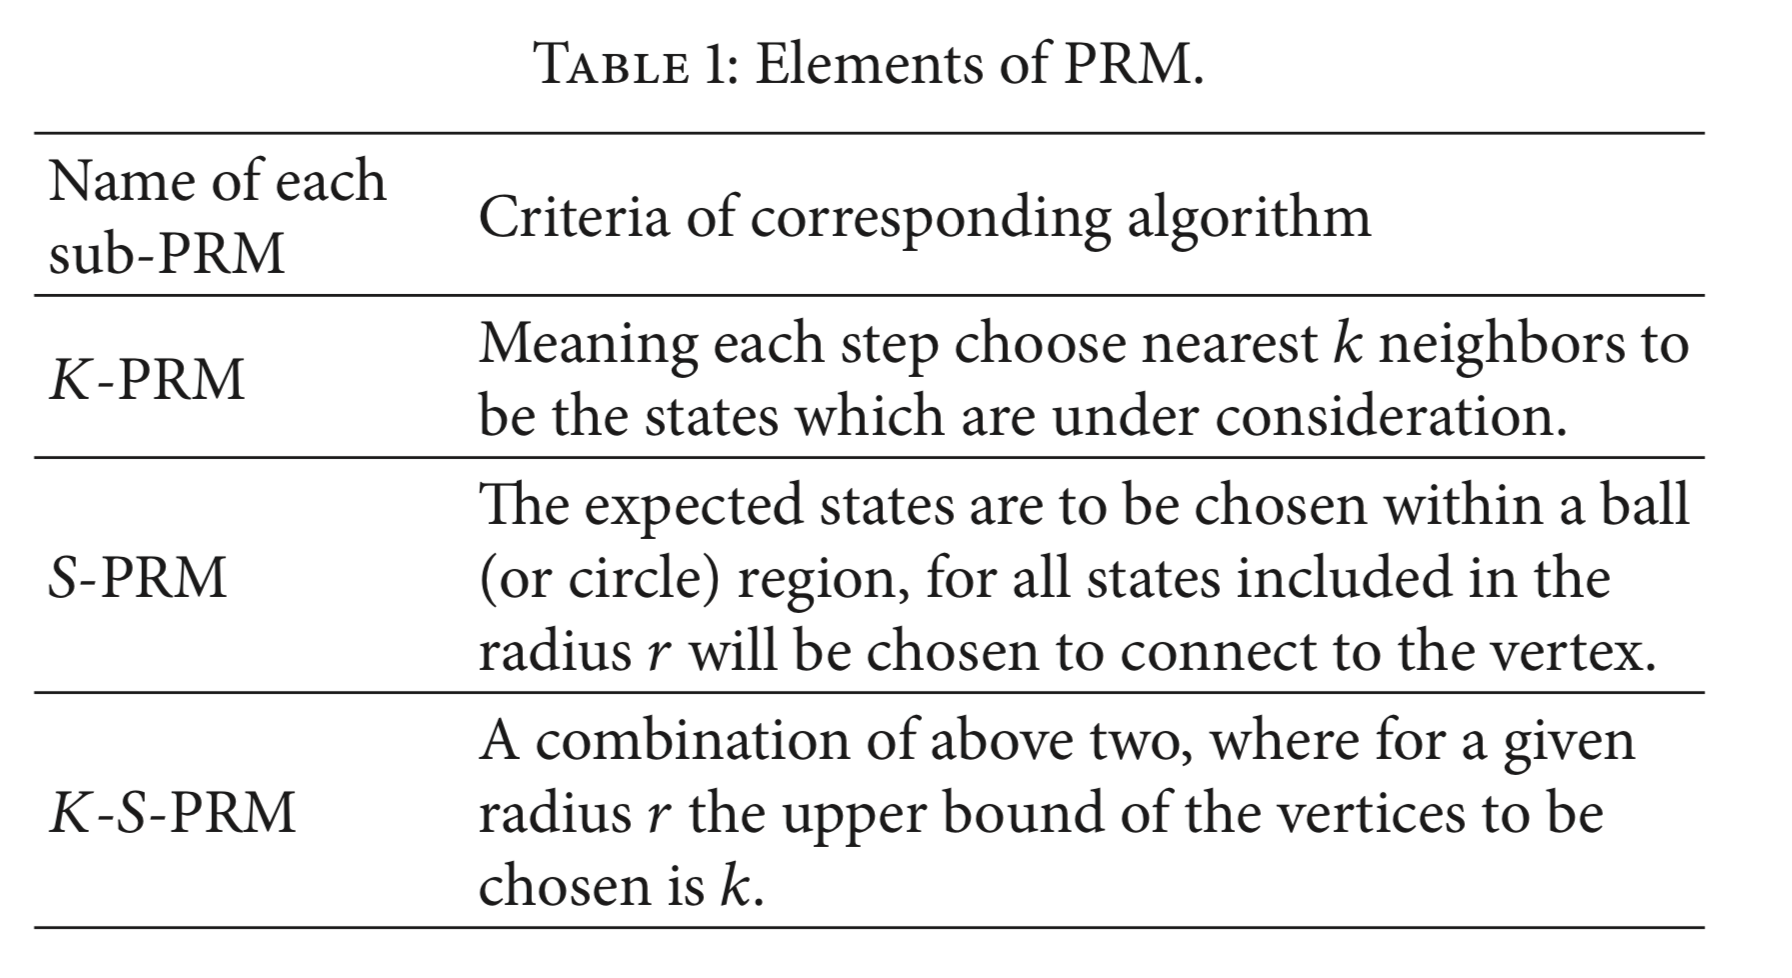 TABLE 1: Elements of PRM.
Name of each
sub-PRM
Criteria of corresponding algorithm
K-PRM
Meaning each step choose nearest k neighbors to
be the states which are under consideration.
S-PRM
The expected states are to be chosen within a ball
(or circle) region, for all states included in the
radius r will be chosen to connect to the vertex.
K-S-PRM
A combination of above two, where for a given
radius r the upper bound of the vertices to be
chosen is k.